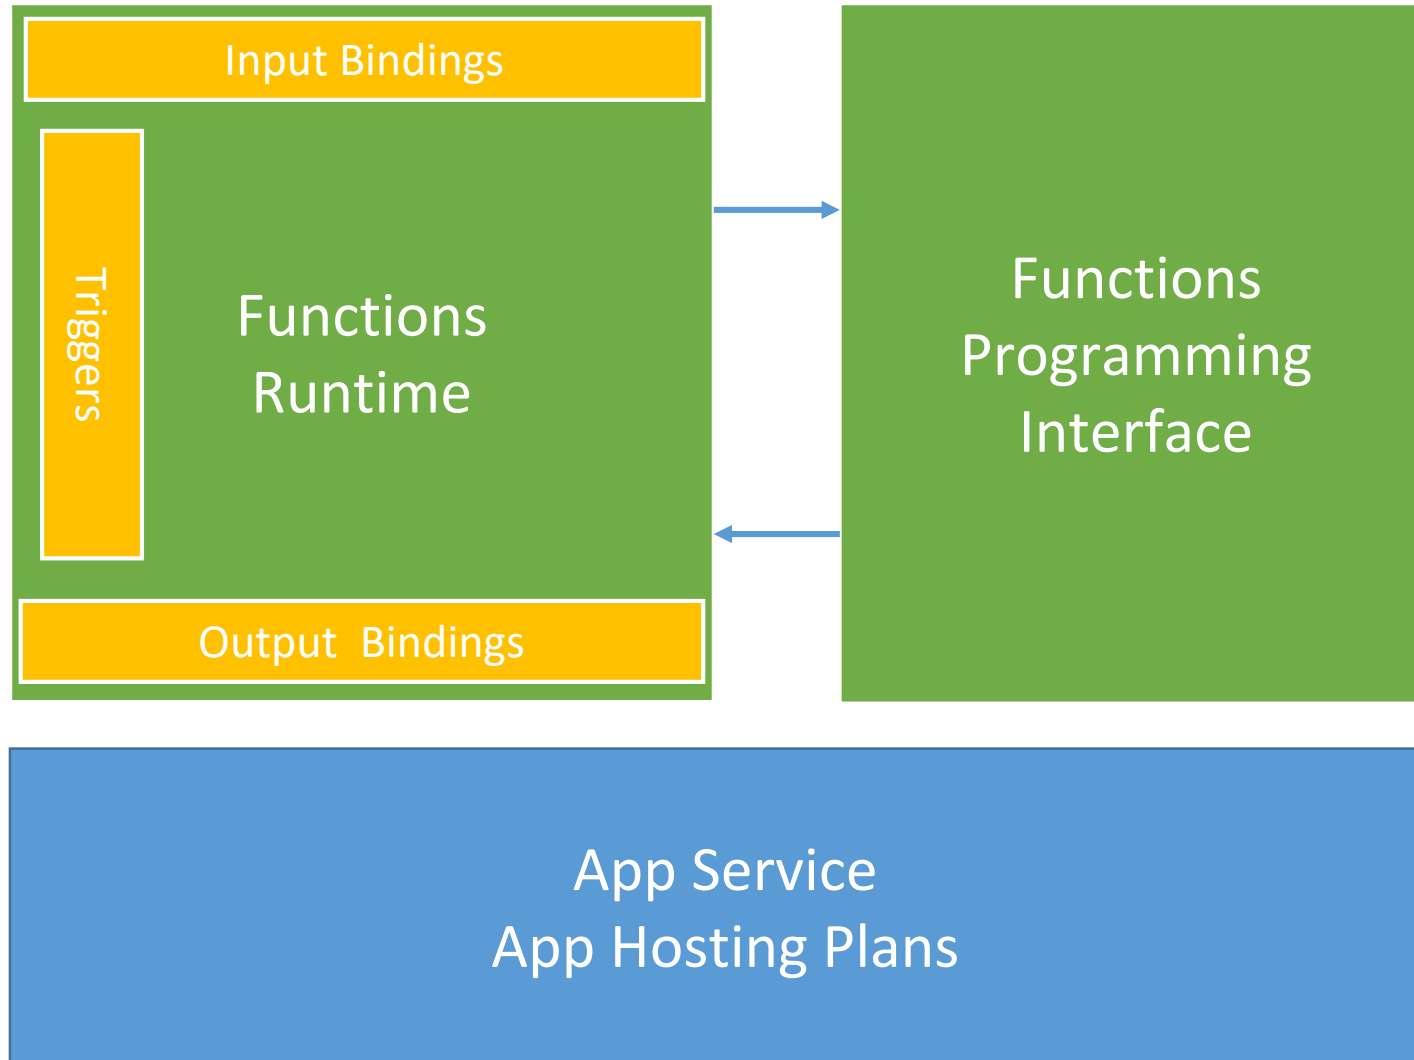 Input Bindings
Triggers
Functions
Runtime
Output  Bindings
Functions
Programming
Interface
App Service
App Hosting Plans